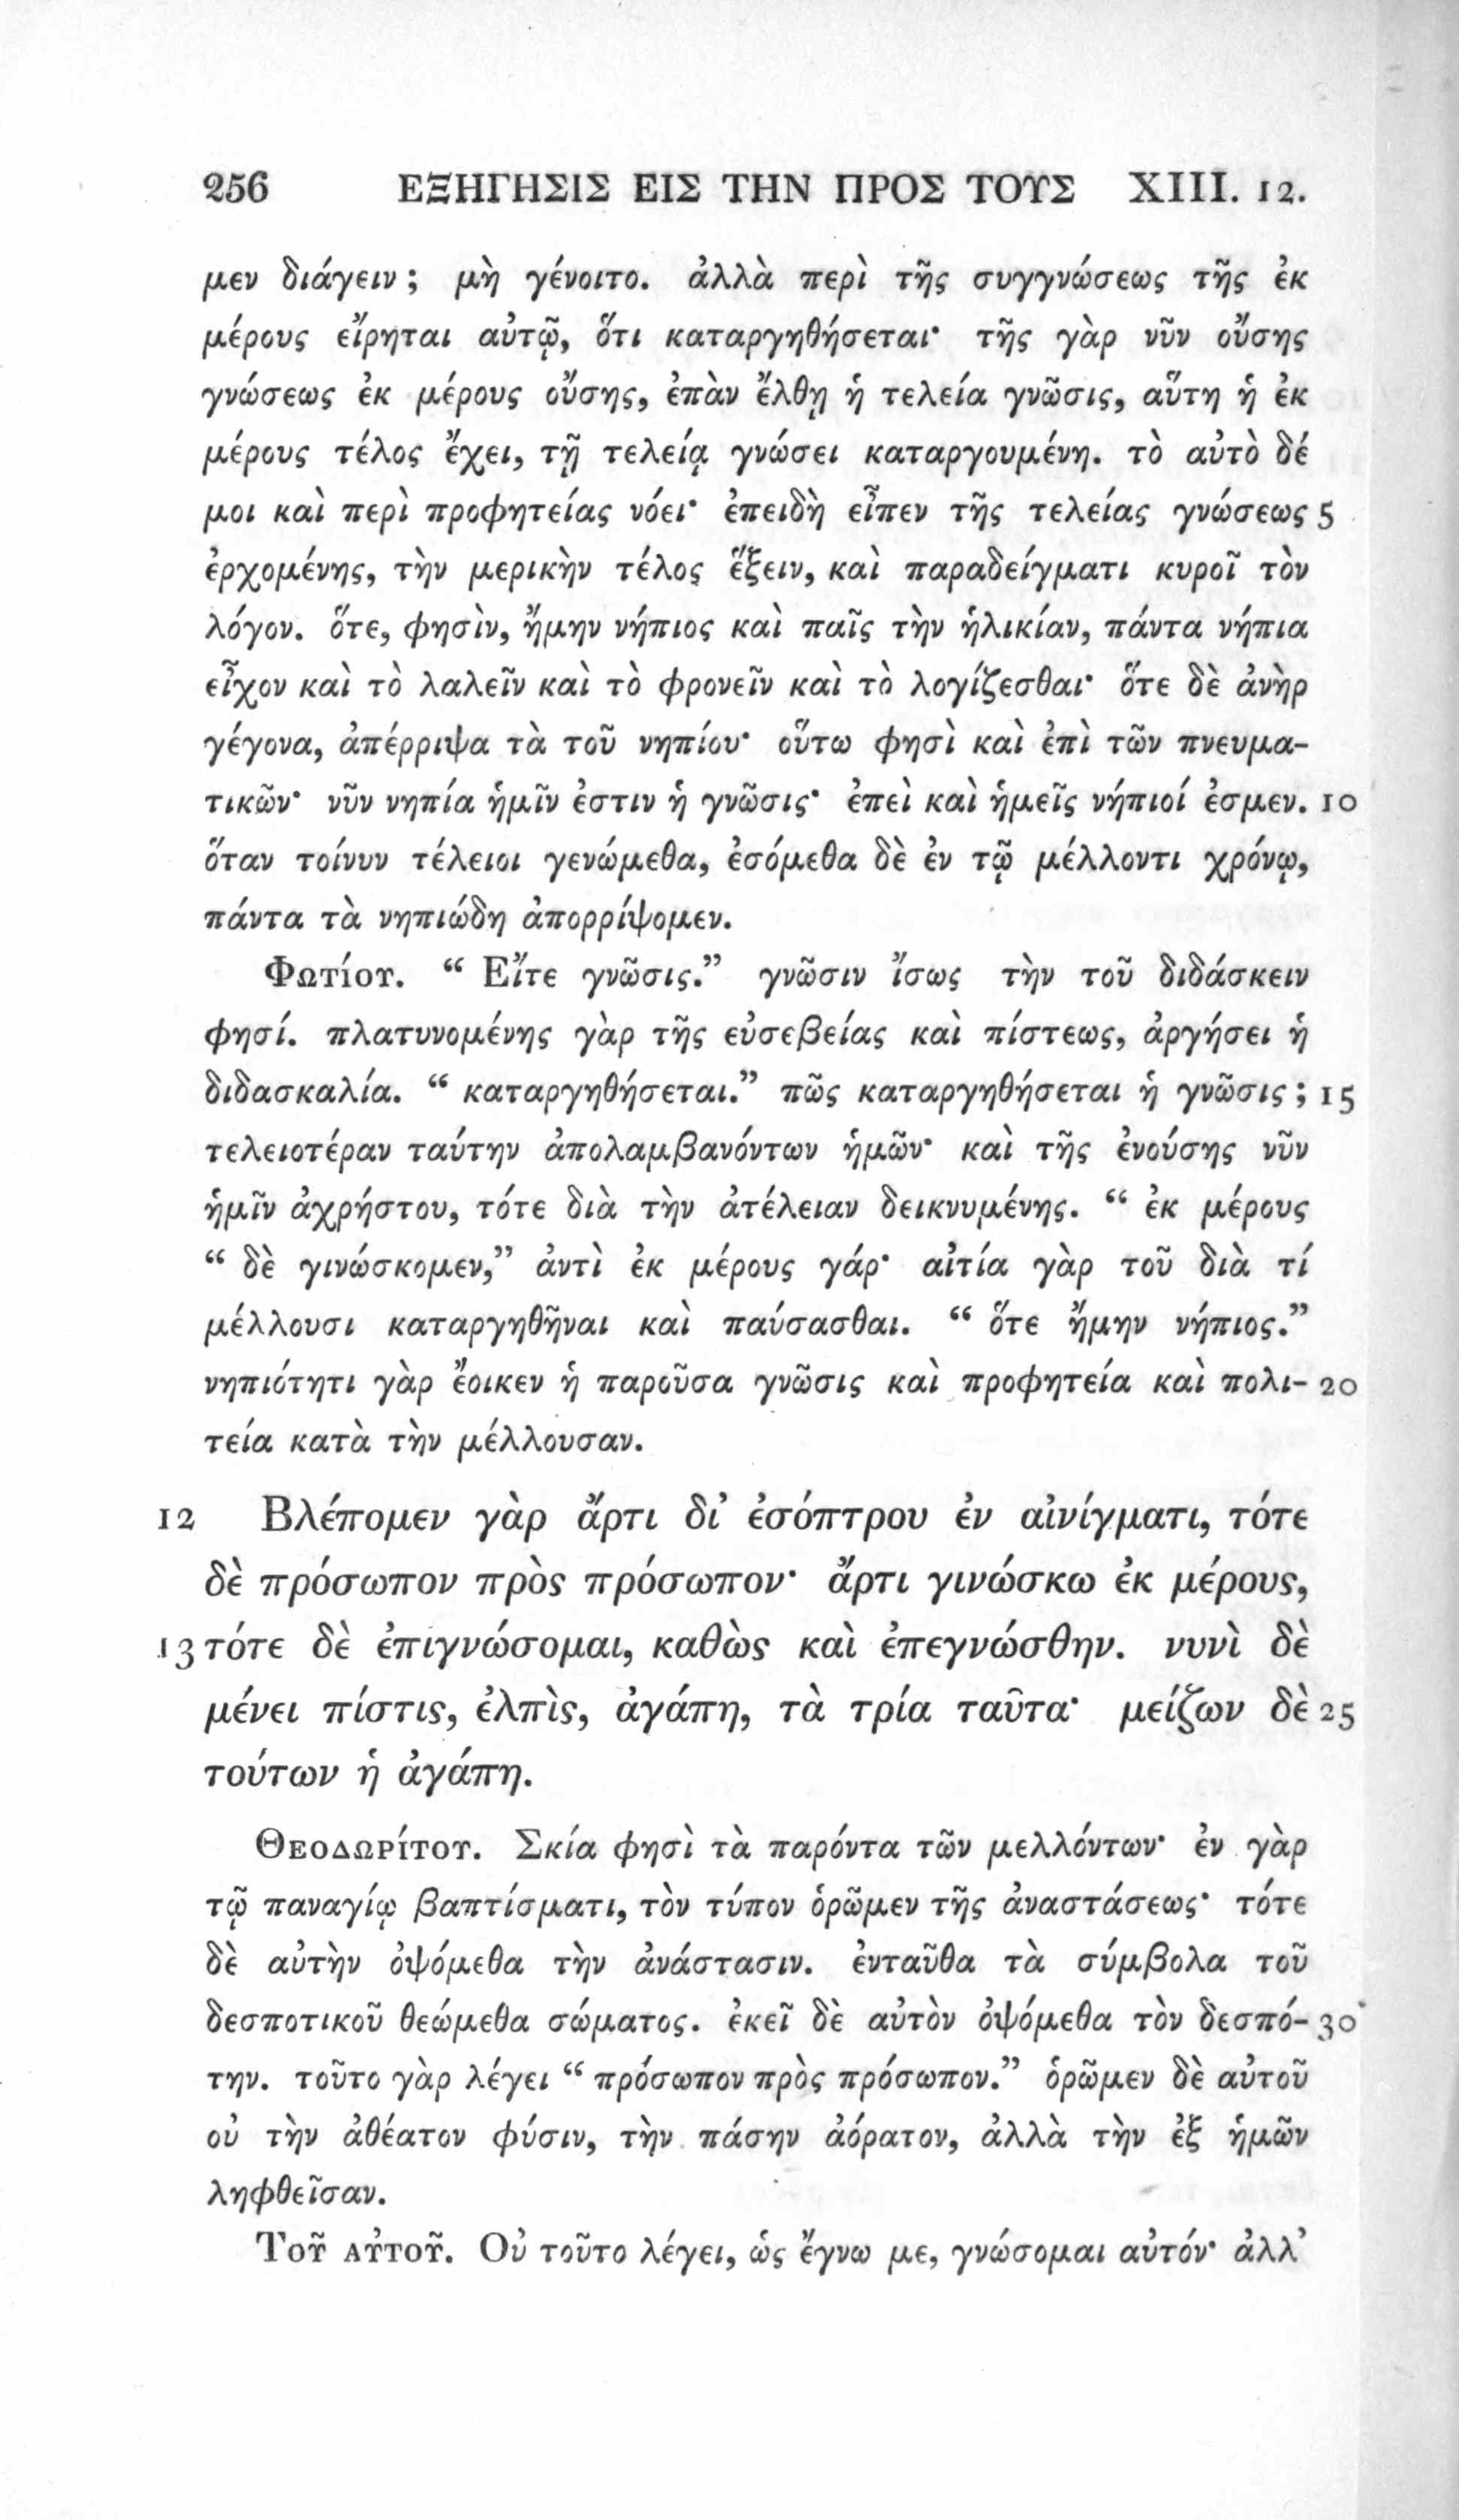 256 ΕΞΗΓΗΣΙΣ ΕΙΣ ΤΗΝ ΠΡΟΣ ΤΟΥΣ XIII. 12.
μεν διάγειν ; μὴ γένοιτο. ἀλλὰ περὶ τῆς συγγνώσεως τῆς ἐκ
μέρους εἴρηται αὐτῷ, ὅτι καταργηθήσεται· τῆς γὰρ νῦν οὔσης
γνώσεως ἐκ μέρους οὔσης, ἐπὰν ἔλθῃ ἡ τελεία γνῶσις, αὕτη ἡ ἐκ
μέρους τέλος ἔχει, τῇ τελείᾳ γνώσει καταργουμένη. τὸ αὐτὸ δέ
μοι καὶ περὶ προφητείας νόει· ἐπειδὴ εἶπεν τῆς τελείας γνώσεως 5
ἐρχομένης, τὴν μερικὴν τέλος ἕξειν, καὶ παραδείγματι κυροῖ τὸν
λόγον. ὅτε, φησὶν, ἤμην νήπιος καὶ παῖς τὴν ἡλικίαν, πάντα νήπια
εἶχον καὶ τὸ λαλεῖν καὶ τὸ φρονεῖν καὶ τὸ λογίζεσθαι· ὅτε δὲ ἀνὴρ
γέγονα, ἀπέρριψα τὰ τοῦ νηπίου· οὕτω φησὶ καὶ ἐπὶ τῶν πνευμα-
τικῶν· νῦν νηπία ἡμῖν ἐστιν ἡ γνῶσις· ἐπεὶ καὶ ἡμεῖς νήπιοί ἐσμεν. 10
ὅταν τοίνυν τέλειοι γενώμεθα, ἐσόμεθα δὲ ἐν τῷ μέλλοντι χρόνῳ,
πάντα τὰ νηπιώδη ἀπορρίψομεν.
Φωτίου. “ Εἴτε γνῶσις.” γνῶσιν ἴσως τὴν τοῦ διδάσκειν
φησί. πλατυνομένης γὰρ τῆς εὐσεβείας καὶ πίστεως, ἀργήσει ἡ
διδασκαλία. “ καταργηθήσεται.” πῶς καταργηθήσεται ἡ γνῶσις ; 15
τελειοτέραν ταύτην ἀπολαμβανόντων ἡμῶν· καὶ τῆς ἐνούσης νῦν
ἡμῖν ἀχρήστου, τότε διὰ τὴν ἀτέλειαν δεικνυμένης. “ ἐκ μέρους
“ δὲ γινώσκομεν,” ἀντὶ ἐκ μέρους γάρ· αἰτία γὰρ τοῦ διὰ τί
μέλλουσι καταργηθῆναι καὶ παύσασθαι. “ ὅτε ἤμην νήπιος.”
νηπιότητι γὰρ ἔοικεν ἡ παροῦσα γνῶσις καὶ προφητεία καὶ πολι- 20
τεία κατὰ τὴν μέλλουσαν.
12 Βλέπομεν γὰρ ἄρτι δι’ ἐσόπτρου ἐν αἰνίγματι, τότε
δὲ πρόσωπον πρὸς πρόσωπον· ἄρτι γινώσκω ἐκ μέρους,
13 τότε δὲ ἐπιγνώσομαι, καθὼς καὶ ἐπεγνώσθην. νυνὶ δὲ
μένει πίστις, ἐλπὶς, ἀγάπη, τὰ τρία ταῦτα· μείζων δὲ 25
τούτων ἡ ἀγάπη.
Θεοδωρίτου. Σκία φησὶ τὰ παρόντα τῶν μελλόντων· ἐν γὰρ
τῷ παναγίῳ βαπτίσματι, τὸν τύπον ὁρῶμεν τῆς ἀναστάσεως· τότε
δὲ αὐτὴν ὀψόμεθα τὴν ἀνάστασιν. ἐνταῦθα τὰ σύμβολα τοῦ
δεσποτικοῦ θεώμεθα σώματος. ἐκεῖ δὲ αὐτὸν ὀψόμεθα τὸν δεσπό- 30
την. τοῦτο γὰρ λέγει “ πρόσωπον πρὸς πρόσωπον.” ὁρῶμεν δὲ αὐτοῦ
οὐ τὴν ἀθέατον φύσιν, τὴν πάσην ἀόρατον, ἀλλὰ τὴν ἐξ ἡμῶν
ληφθεῖσαν.
Τοῦ αὐτοῦ. Οὐ τοῦτο λέγει, ὡς ἔγνω με, γνώσομαι αὐτόν· ἀλλ’